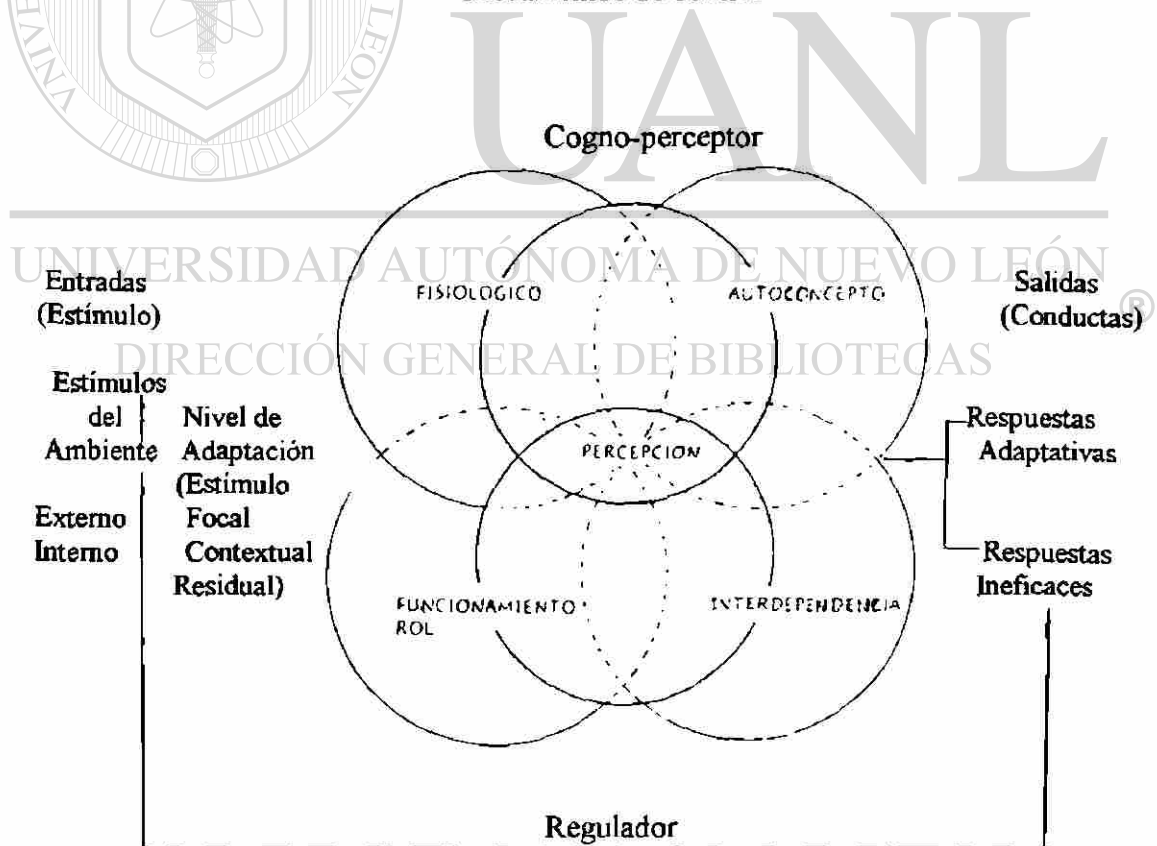 UANL
UNIVERSIDAD AUTÓNOMA DE NUEVO LEÓN
®
DIRECCIÓN GENERAL DE BIBLIOTECAS
Cogno-perceptor
Entradas
(Estímulo)
Estímulos
del
Ambiente
Externo
Interno
Nivel de
Adaptación
(Estímulo
Focal
Contextual
Residual)
FISIOLOGICO
AUTOCONCEPTO
PERCEPCION
FUNCIONAMIENTO
ROL
INTERDEPENDENCIA
Salidas
(Conductas)
Respuestas
Adaptativas
Respuestas
Ineficaces
Regulador